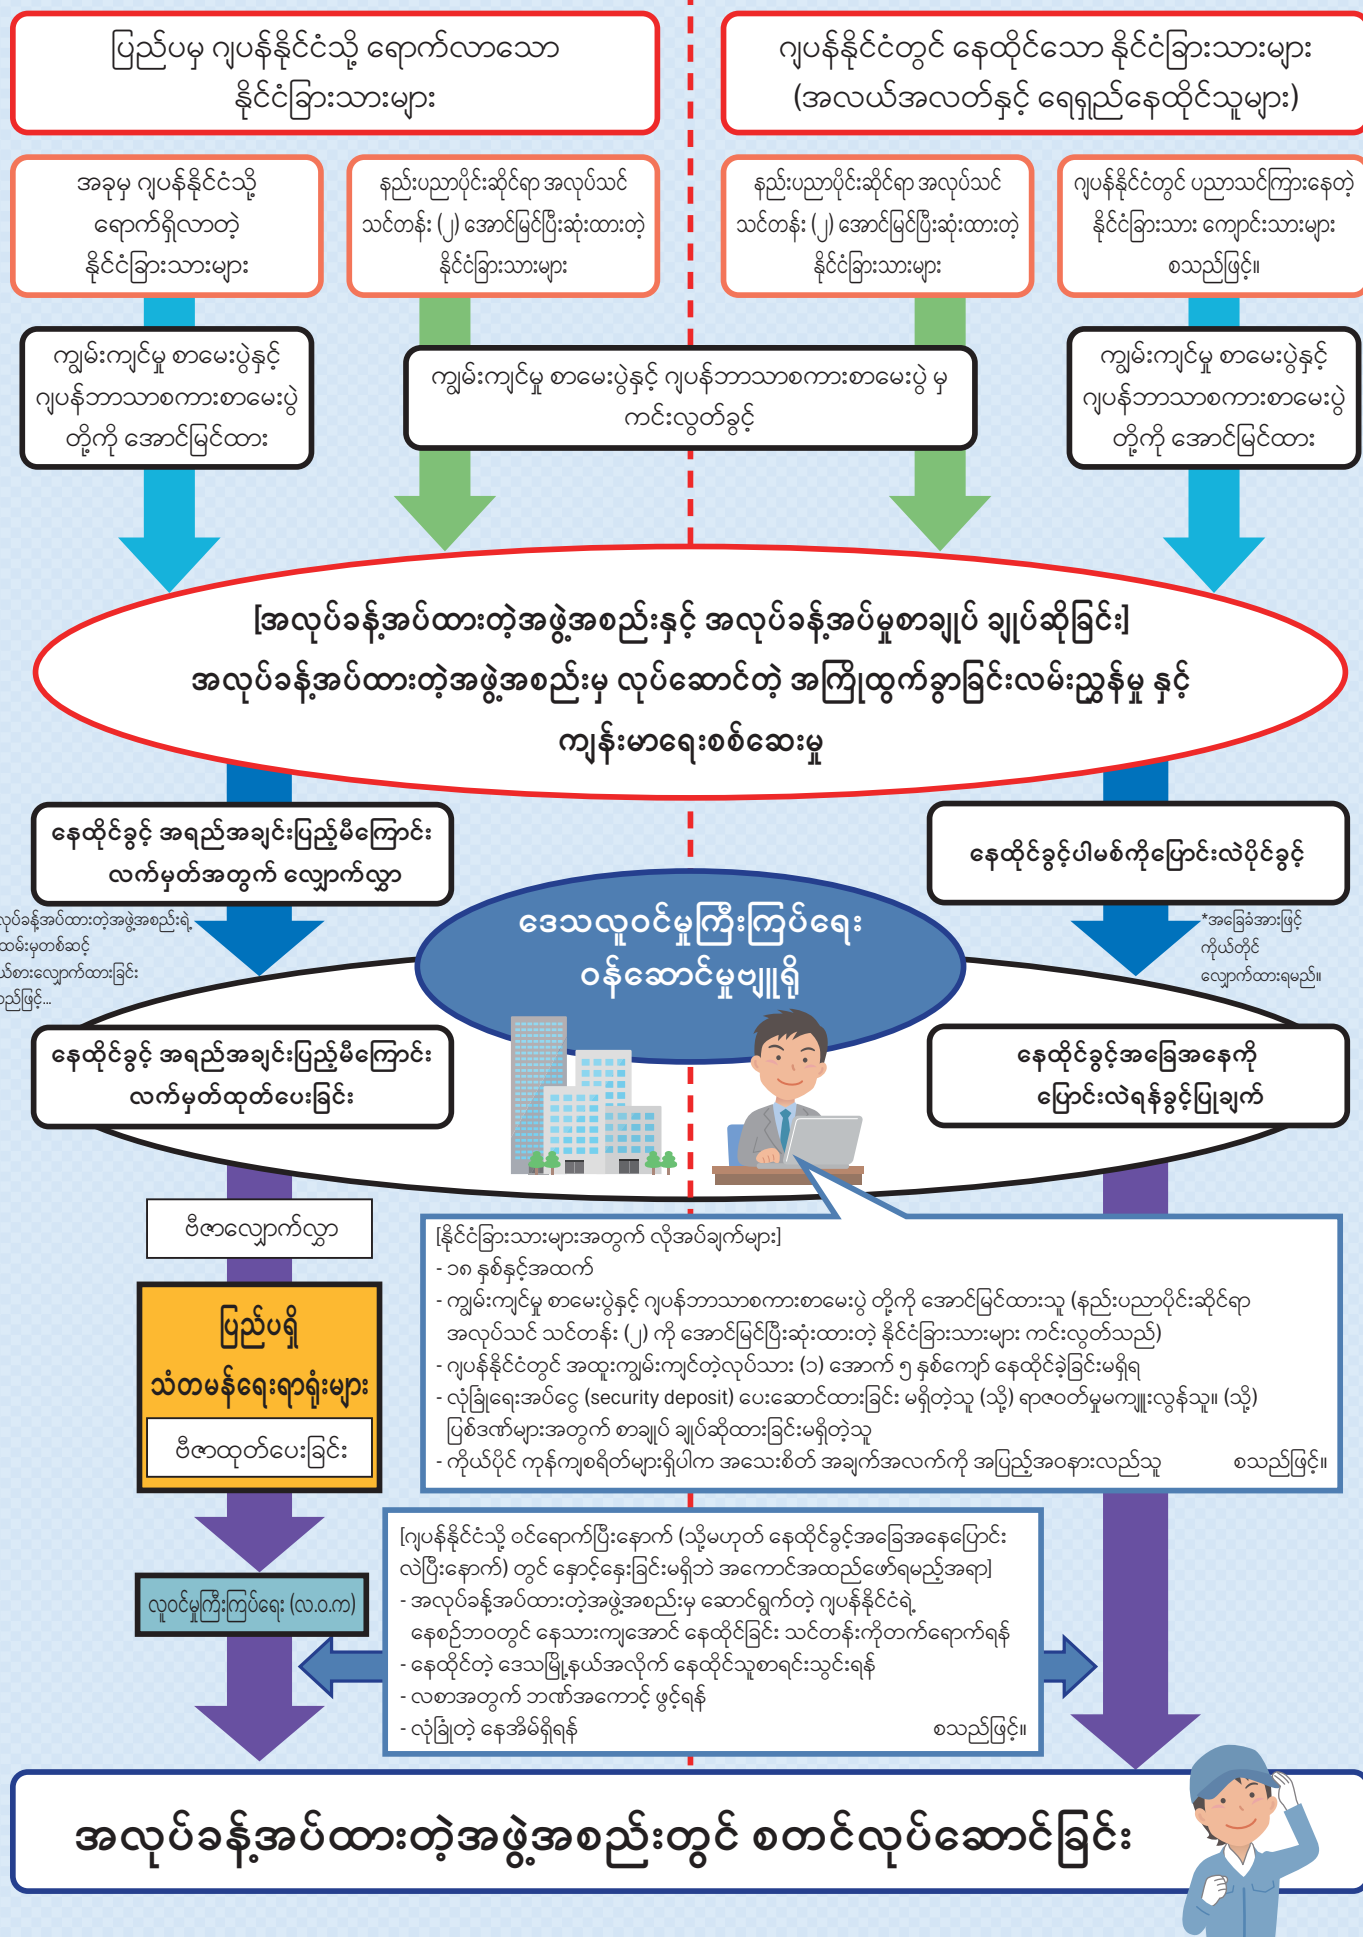 ပြည်ပမှ ဂျပန်နိုင်ငံသို့ ရောက်လာသော
နိုင်ငံခြားသားများ
ဂျပန်နိုင်ငံတွင် နေထိုင်သော နိုင်ငံခြားသားများ
(အလယ်အလတ်နှင့် ရေရှည်နေထိုင်သူများ)
အခုမှ ဂျပန်နိုင်ငံသို့
ရောက်ရှိလာတဲ့
နိုင်ငံခြားသားများ
နည်းပညာပိုင်းဆိုင်ရာ အလုပ်သင်
သင်တန်း (၂) အောင်မြင်ပြီးဆုံးထားတဲ့
နိုင်ငံခြားသားများ
နည်းပညာပိုင်းဆိုင်ရာ အလုပ်သင်
သင်တန်း (၂) အောင်မြင်ပြီးဆုံးထားတဲ့
နိုင်ငံခြားသားများ
ဂျပန်နိုင်ငံတွင် ပညာသင်ကြားနေတဲ့
နိုင်ငံခြားသား ကျောင်းသားများ
စသည်ဖြင့်။
ကျွမ်းကျင်မှု စာမေးပွဲနှင့်
ဂျပန်ဘာသာစကားစာမေးပွဲ
တို့ကို အောင်မြင်ထား
ကျွမ်းကျင်မှု စာမေးပွဲနှင့် ဂျပန်ဘာသာစကားစာမေးပွဲ မှ
ကင်းလွတ်ခွင့်
ကျွမ်းကျင်မှု စာမေးပွဲနှင့်
ဂျပန်ဘာသာစကားစာမေးပွဲ
တို့ကို အောင်မြင်ထား
[အလုပ်ခန့်အပ်ထားတဲ့အဖွဲ့အစည်းနှင့် အလုပ်ခန့်အပ်မှုစာချုပ် ချုပ်ဆိုခြင်း]
အလုပ်ခန့်အပ်ထားတဲ့အဖွဲ့အစည်းမှ လုပ်ဆောင်တဲ့ အကြိုထွက်ခွာခြင်းလမ်းညွှန်မှု နှင့်
ကျန်းမာရေးစစ်ဆေးမှု
နေထိုင်ခွင့် အရည်အချင်းပြည့်မီကြောင်း
လက်မှတ်အတွက် လျှောက်လွှာ
နေထိုင်ခွင့်ပါမစ်ကိုပြောင်းလဲပိုင်ခွင့်
လုပ်ခန့်အပ်ထားတဲ့အဖွဲ့အစည်းရဲ့
ထမ်းမှတစ်ဆင့်
ယ်စားလျှောက်ထားခြင်း
သည်ဖြင့်...
ဒေသလူဝင်မှုကြီးကြပ်ရေး
ဝန်ဆောင်မှုဗျူရို
*အခြေခံအားဖြင့်
ကိုယ်တိုင်
လျှောက်ထားရမည်။
နေထိုင်ခွင့် အရည်အချင်းပြည့်မီကြောင်း
လက်မှတ်ထုတ်ပေးခြင်း
နေထိုင်ခွင့်အခြေအနေကို
ပြောင်းလဲရန်ခွင့်ပြုချက်
ဗီဇာလျှောက်လွှာ
ပြည်ပရှိ
သံတမန်ရေးရာရုံးများ
ဗီဇာထုတ်ပေးခြင်း
[နိုင်ငံခြားသားများအတွက် လိုအပ်ချက်များ]
- ၁၈ နှစ်နှင့်အထက်
- ကျွမ်းကျင်မှု စာမေးပွဲနှင့် ဂျပန်ဘာသာစကားစာမေးပွဲ တို့ကို အောင်မြင်ထားသူ (နည်းပညာပိုင်းဆိုင်ရာ
အလုပ်သင် သင်တန်း (၂) ကို အောင်မြင်ပြီးဆုံးထားတဲ့ နိုင်ငံခြားသားများ ကင်းလွတ်သည်)
- ဂျပန်နိုင်ငံတွင် အထူးကျွမ်းကျင်တဲ့လုပ်သား (၁) အောက် ၅ နှစ်ကျော် နေထိုင်ခဲ့ခြင်းမရှိရ
- လုံခြုံရေးအပ်ငွေ (security deposit) ပေးဆောင်ထားခြင်း မရှိတဲ့သူ (သို့) ရာဇဝတ်မှုမကျူးလွန်သူ။ (သို့)
ပြစ်ဒဏ်များအတွက် စာချုပ် ချုပ်ဆိုထားခြင်းမရှိတဲ့သူ
- ကိုယ်ပိုင် ကုန်ကျစရိတ်များရှိပါက အသေးစိတ် အချက်အလက်ကို အပြည့်အဝနားလည်သူ စသည်ဖြင့်။
[ဂျပန်နိုင်ငံသို့ ဝင်ရောက်ပြီးနောက် (သို့မဟုတ် နေထိုင်ခွင့်အခြေအနေပြောင်း
လဲပြီးနောက်) တွင် နှောင့်နှေးခြင်းမရှိဘဲ အကောင်အထည်ဖော်ရမည့်အရာ]
- အလုပ်ခန့်အပ်ထားတဲ့အဖွဲ့အစည်းမှ ဆောင်ရွက်တဲ့ ဂျပန်နိုင်ငံရဲ့
နေစဉ်ဘဝတွင် နေသားကျအောင် နေထိုင်ခြင်း သင်တန်းကိုတက်ရောက်ရန်
- နေထိုင်တဲ့ ဒေသမြို့နယ်အလိုက် နေထိုင်သူစာရင်းသွင်းရန်
- လစာအတွက် ဘဏ်အကောင့် ဖွင့်ရန်
- လုံခြုံတဲ့ နေအိမ်ရှိရန် စသည်ဖြင့်။
လူဝင်မှုကြီးကြပ်ရေး (လ.ဝ.က)
အလုပ်ခန့်အပ်ထားတဲ့အဖွဲ့အစည်းတွင် စတင်လုပ်ဆောင်ခြင်း